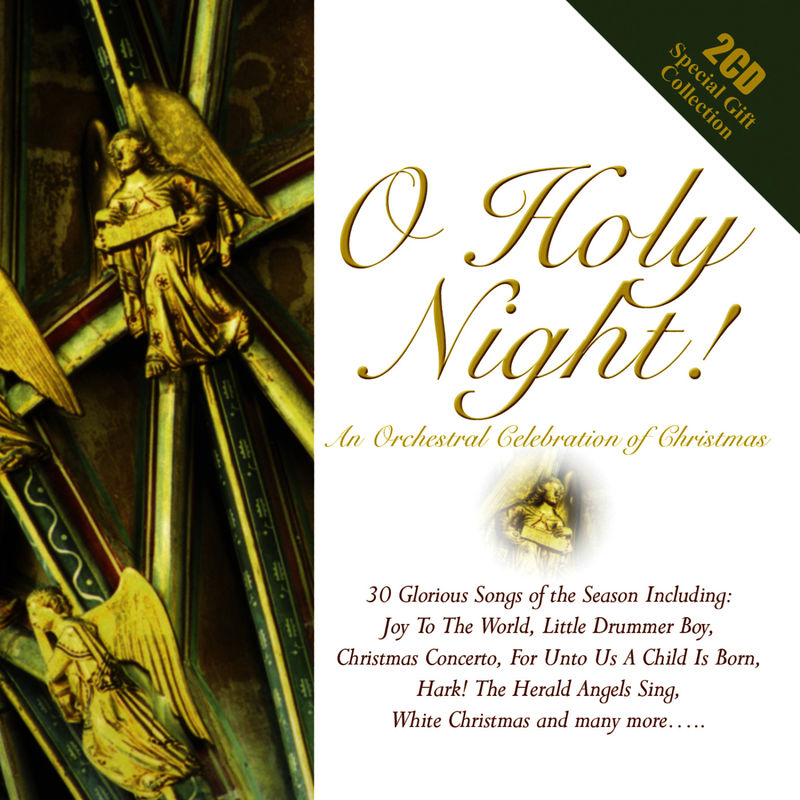 2CD
Special Gift
Collection
O Holy
Night!
An Orchestral Celebration of Christmas
30 Glorious Songs of the Season Including:
Joy To The World, Little Drummer Boy,
Christmas Concerto, For Unto Us A Child Is Born,
Hark! The Herald Angels Sing,
White Christmas and many more.....